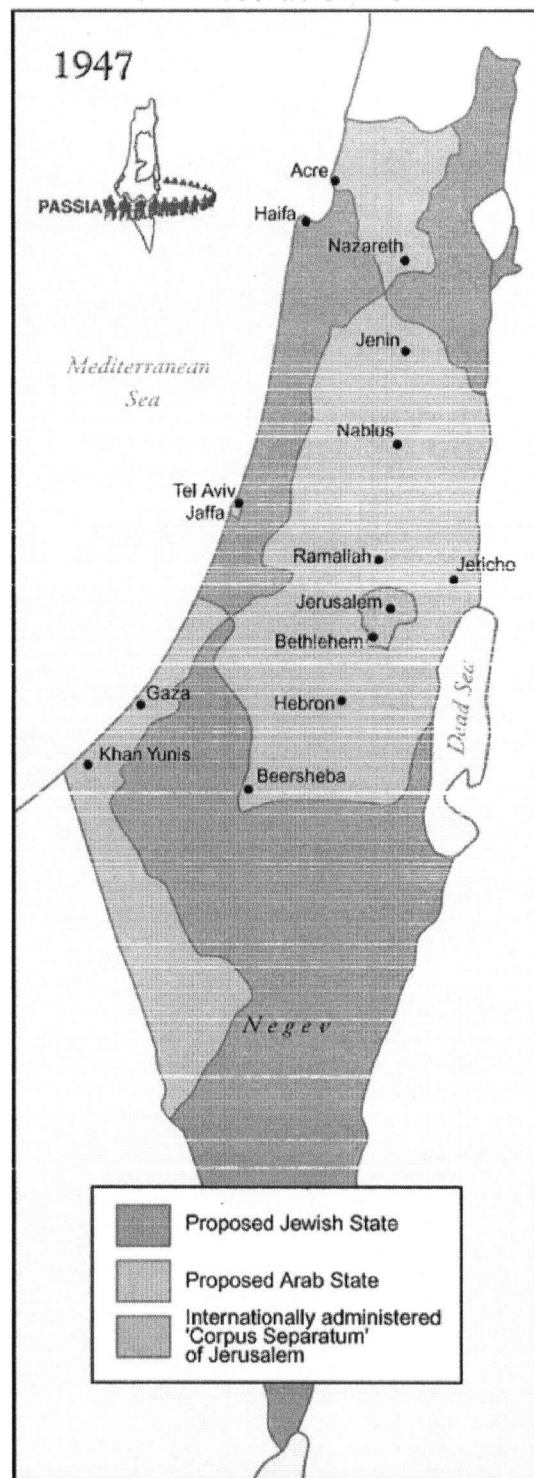 1947
PASSIA
Acre
Haifa
Nazareth
Mediterranean
Sea
Jenin
Nablus
Tel Aviv
Jaffa
Ramallah
Jericho
Jerusalem
Bethlehem
Dead Sea
Gaza
Hebron
Khan Yunis
Beersheba
Negev
Proposed Jewish State
Proposed Arab State
Internationally administered
'Corpus Separatum'
of Jerusalem